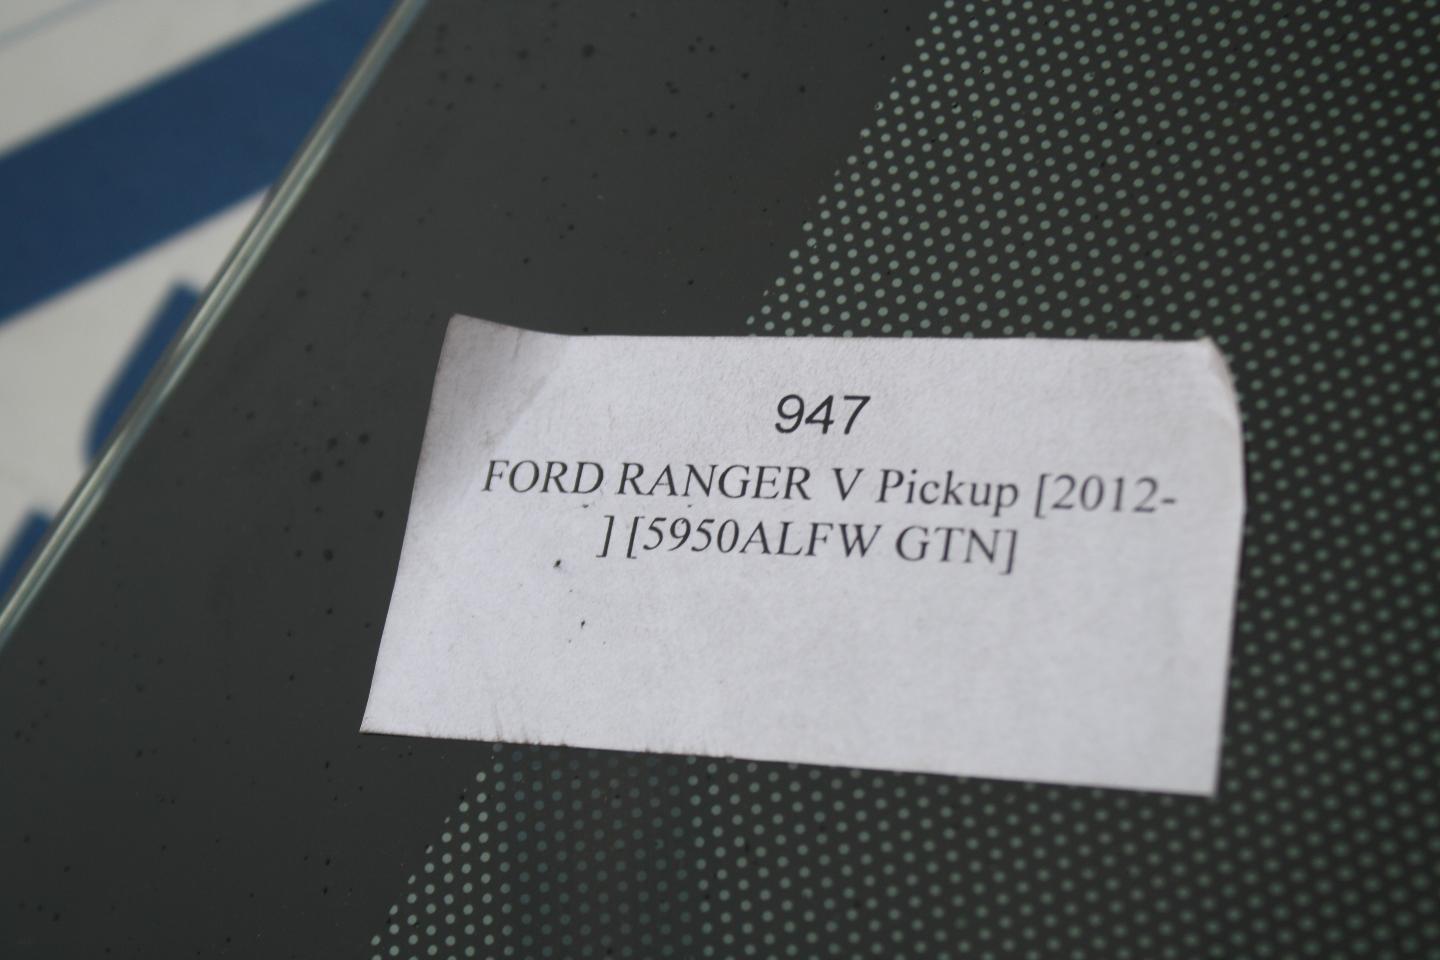 947
FORD RANGER V Pickup [2012-
] [5950ALFW GTN]